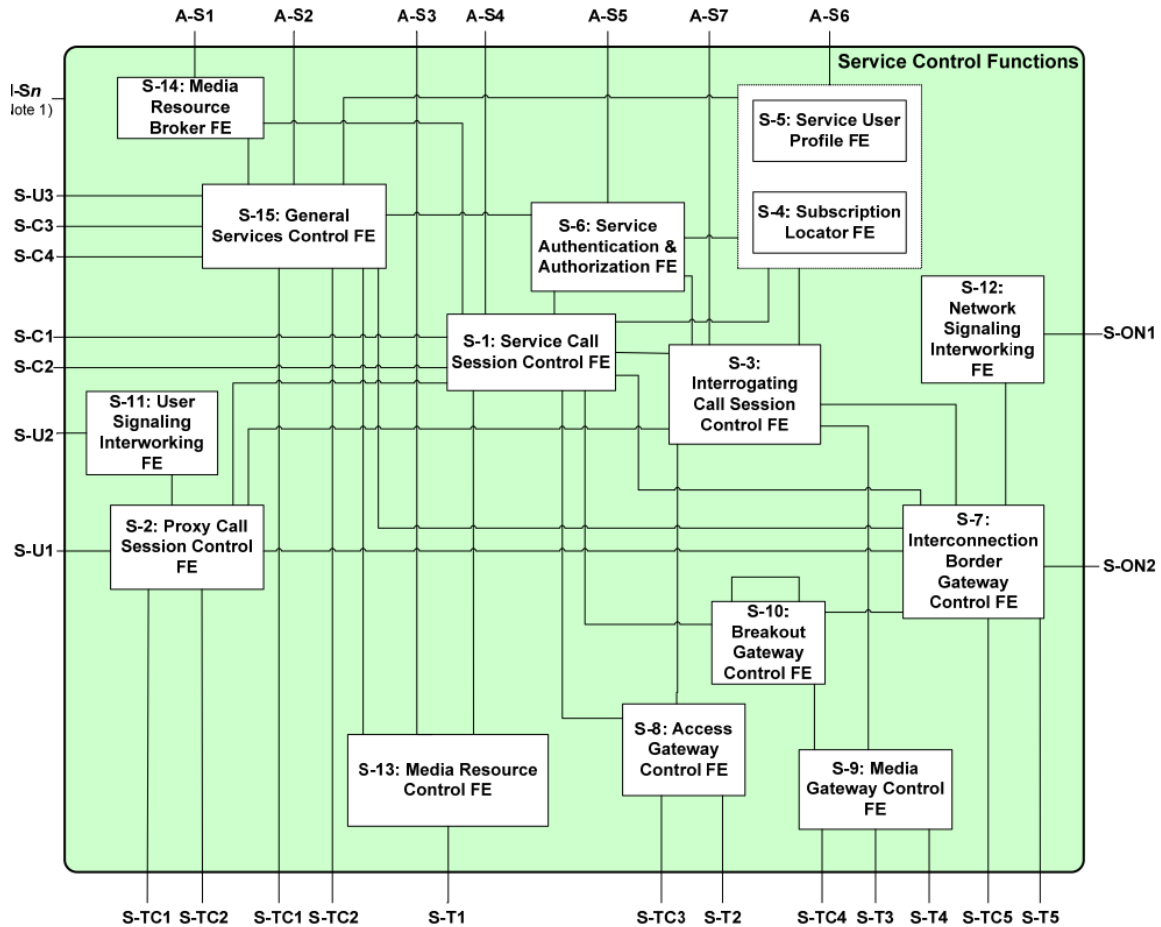 A-S1
A-S2
A-S3
A-S4
A-S5
A-S7
A-S6
Service Control Functions
I-Sn
lote 1)
S-14: Media
Resource
Broker FE
S-5: Service User
Profile FE
S-4: Subscription
Locator FE
S-U3
S-C3
S-C4
S-15: General
Services Control FE
S-6: Service
Authentication &
Authorization FE
S-12:
Network
Signaling
Interworking
FE
S-ON1
S-C1
S-C2
S-1: Service Call
Session Control FE
S-3:
Interrogating
Call Session
Control FE
S-11: User
Signaling
Interworking
FE
S-U2
S-2: Proxy Call
Session Control
FE
S-U1
S-7:
Interconnection
Border
Gateway
Control FE
S-ON2
S-10:
Breakout
Gateway
Control FE
S-13: Media Resource
Control FE
S-8: Access
Gateway
Control FE
S-9: Media
Gateway Control
FE
S-TC1
S-TC2
S-TC1
S-TC2
S-T1
S-TC3
S-T2
S-TC4
S-T3
S-T4
S-TC5
S-T5